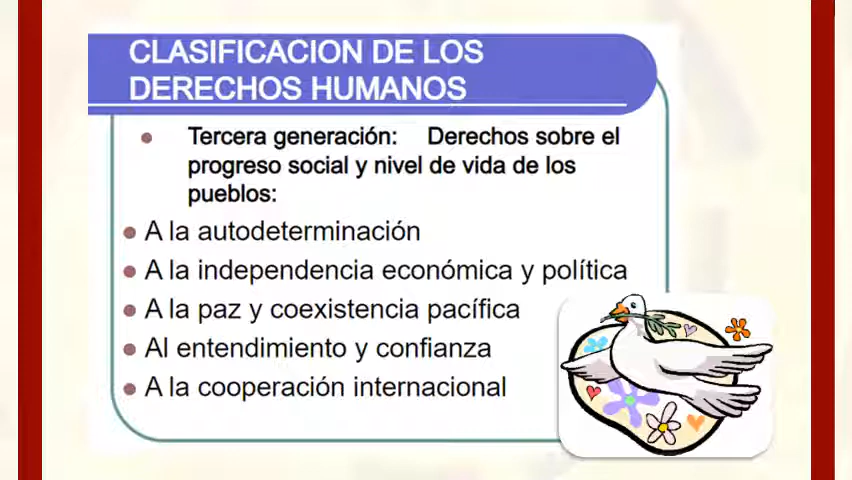 CLASIFICACION DE LOS
DERECHOS HUMANOS
Tercera generación: Derechos sobre el
progreso social y nivel de vida de los
pueblos:
A la autodeterminación
A la independencia económica y política
A la paz y coexistencia pacífica
Al entendimiento y confianza
A la cooperación internacional